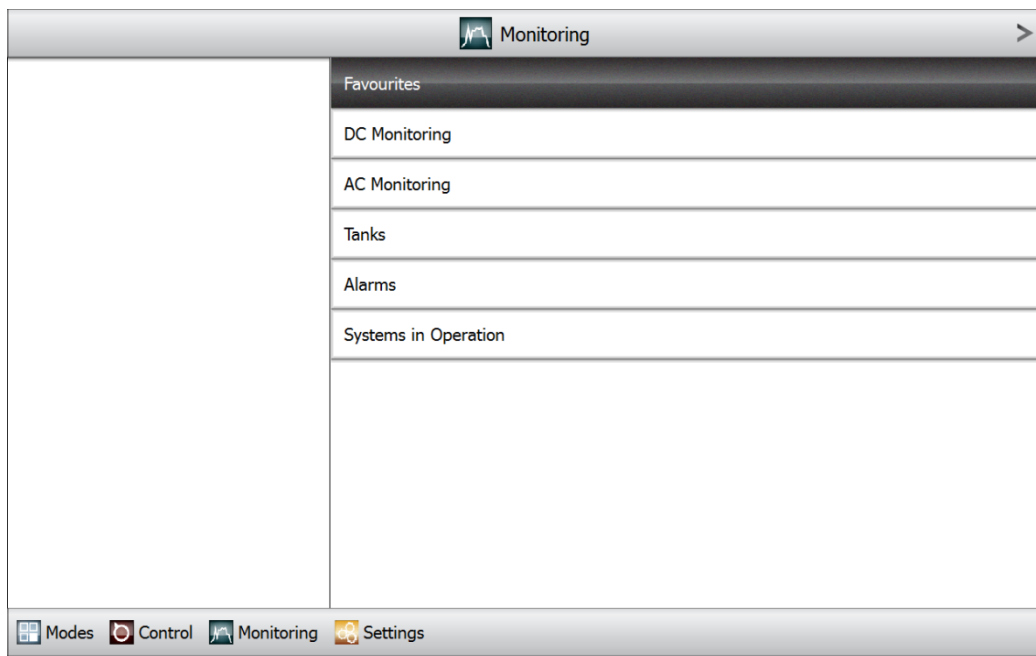 Monitoring >
Favourites
DC Monitoring
AC Monitoring
Tanks
Alarms
Systems in Operation
Modes Control Monitoring Settings